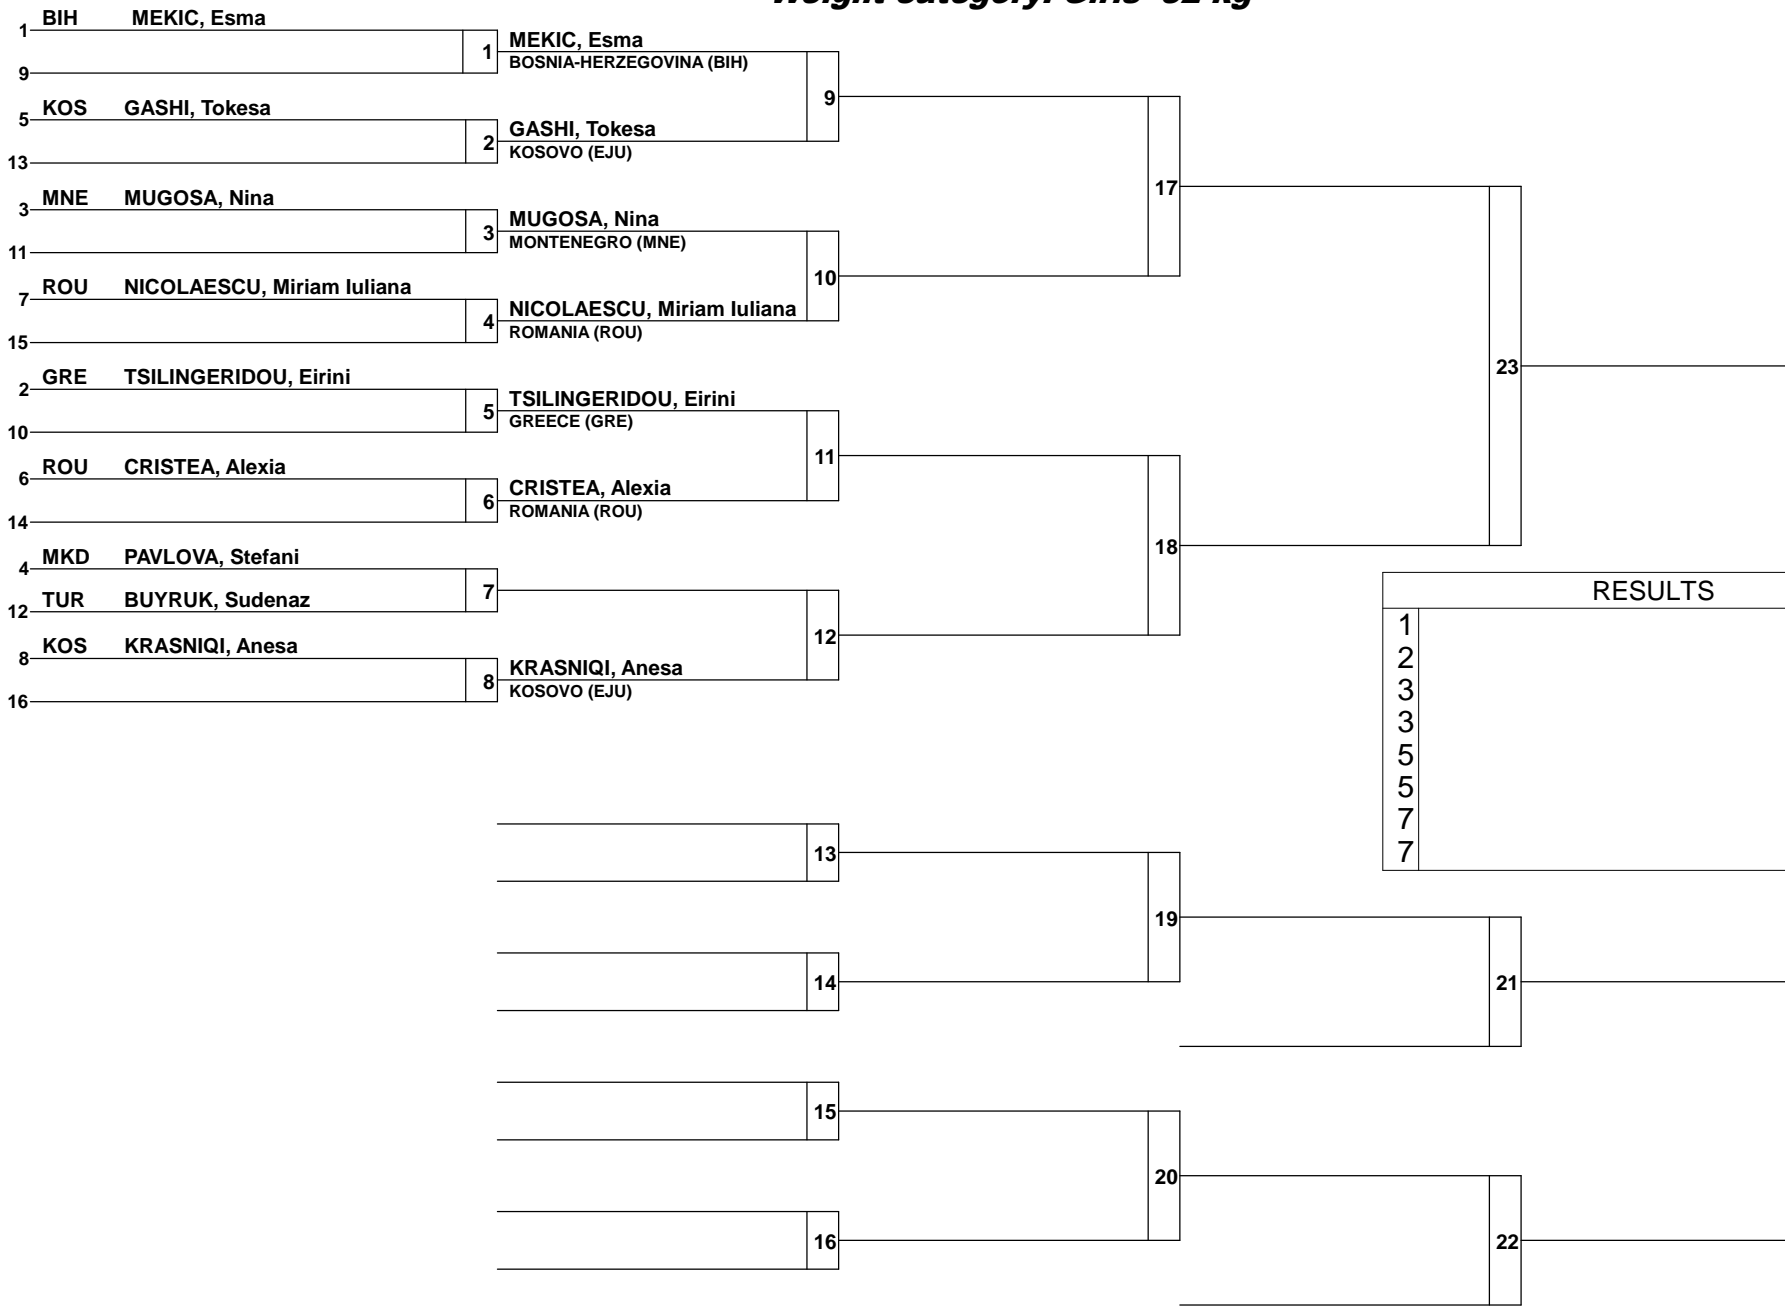 Weight category: Girls -52 kg
1 BIH MEKIC, Esma
9
1 MEKIC, Esma
BOSNIA-HERZEGOVINA (BIH)
5 KOS GASHI, Tokesa
13
2 GASHI, Tokesa
KOSOVO (EJU)
9
3 MNE MUGOSA, Nina
11
3 MUGOSA, Nina
MONTENEGRO (MNE)
7 ROU NICOLAESCU, Miriam Iuliana
15
4 NICOLAESCU, Miriam Iuliana
ROMANIA (ROU)
10
17
2 GRE TSILINGERIDOU, Eirini
10
5 TSILINGERIDOU, Eirini
GREECE (GRE)
6 ROU CRISTEA, Alexia
14
6 CRISTEA, Alexia
ROMANIA (ROU)
11
4 MKD PAVLOVA, Stefani
12 TUR BUYRUK, Sudenaz
7
8 KOS KRASNIQI, Anesa
16
8 KRASNIQI, Anesa
KOSOVO (EJU)
12
18
23
RESULTS
1
2
3
3
5
5
7
7
13
14
19
21
15
16
20
22